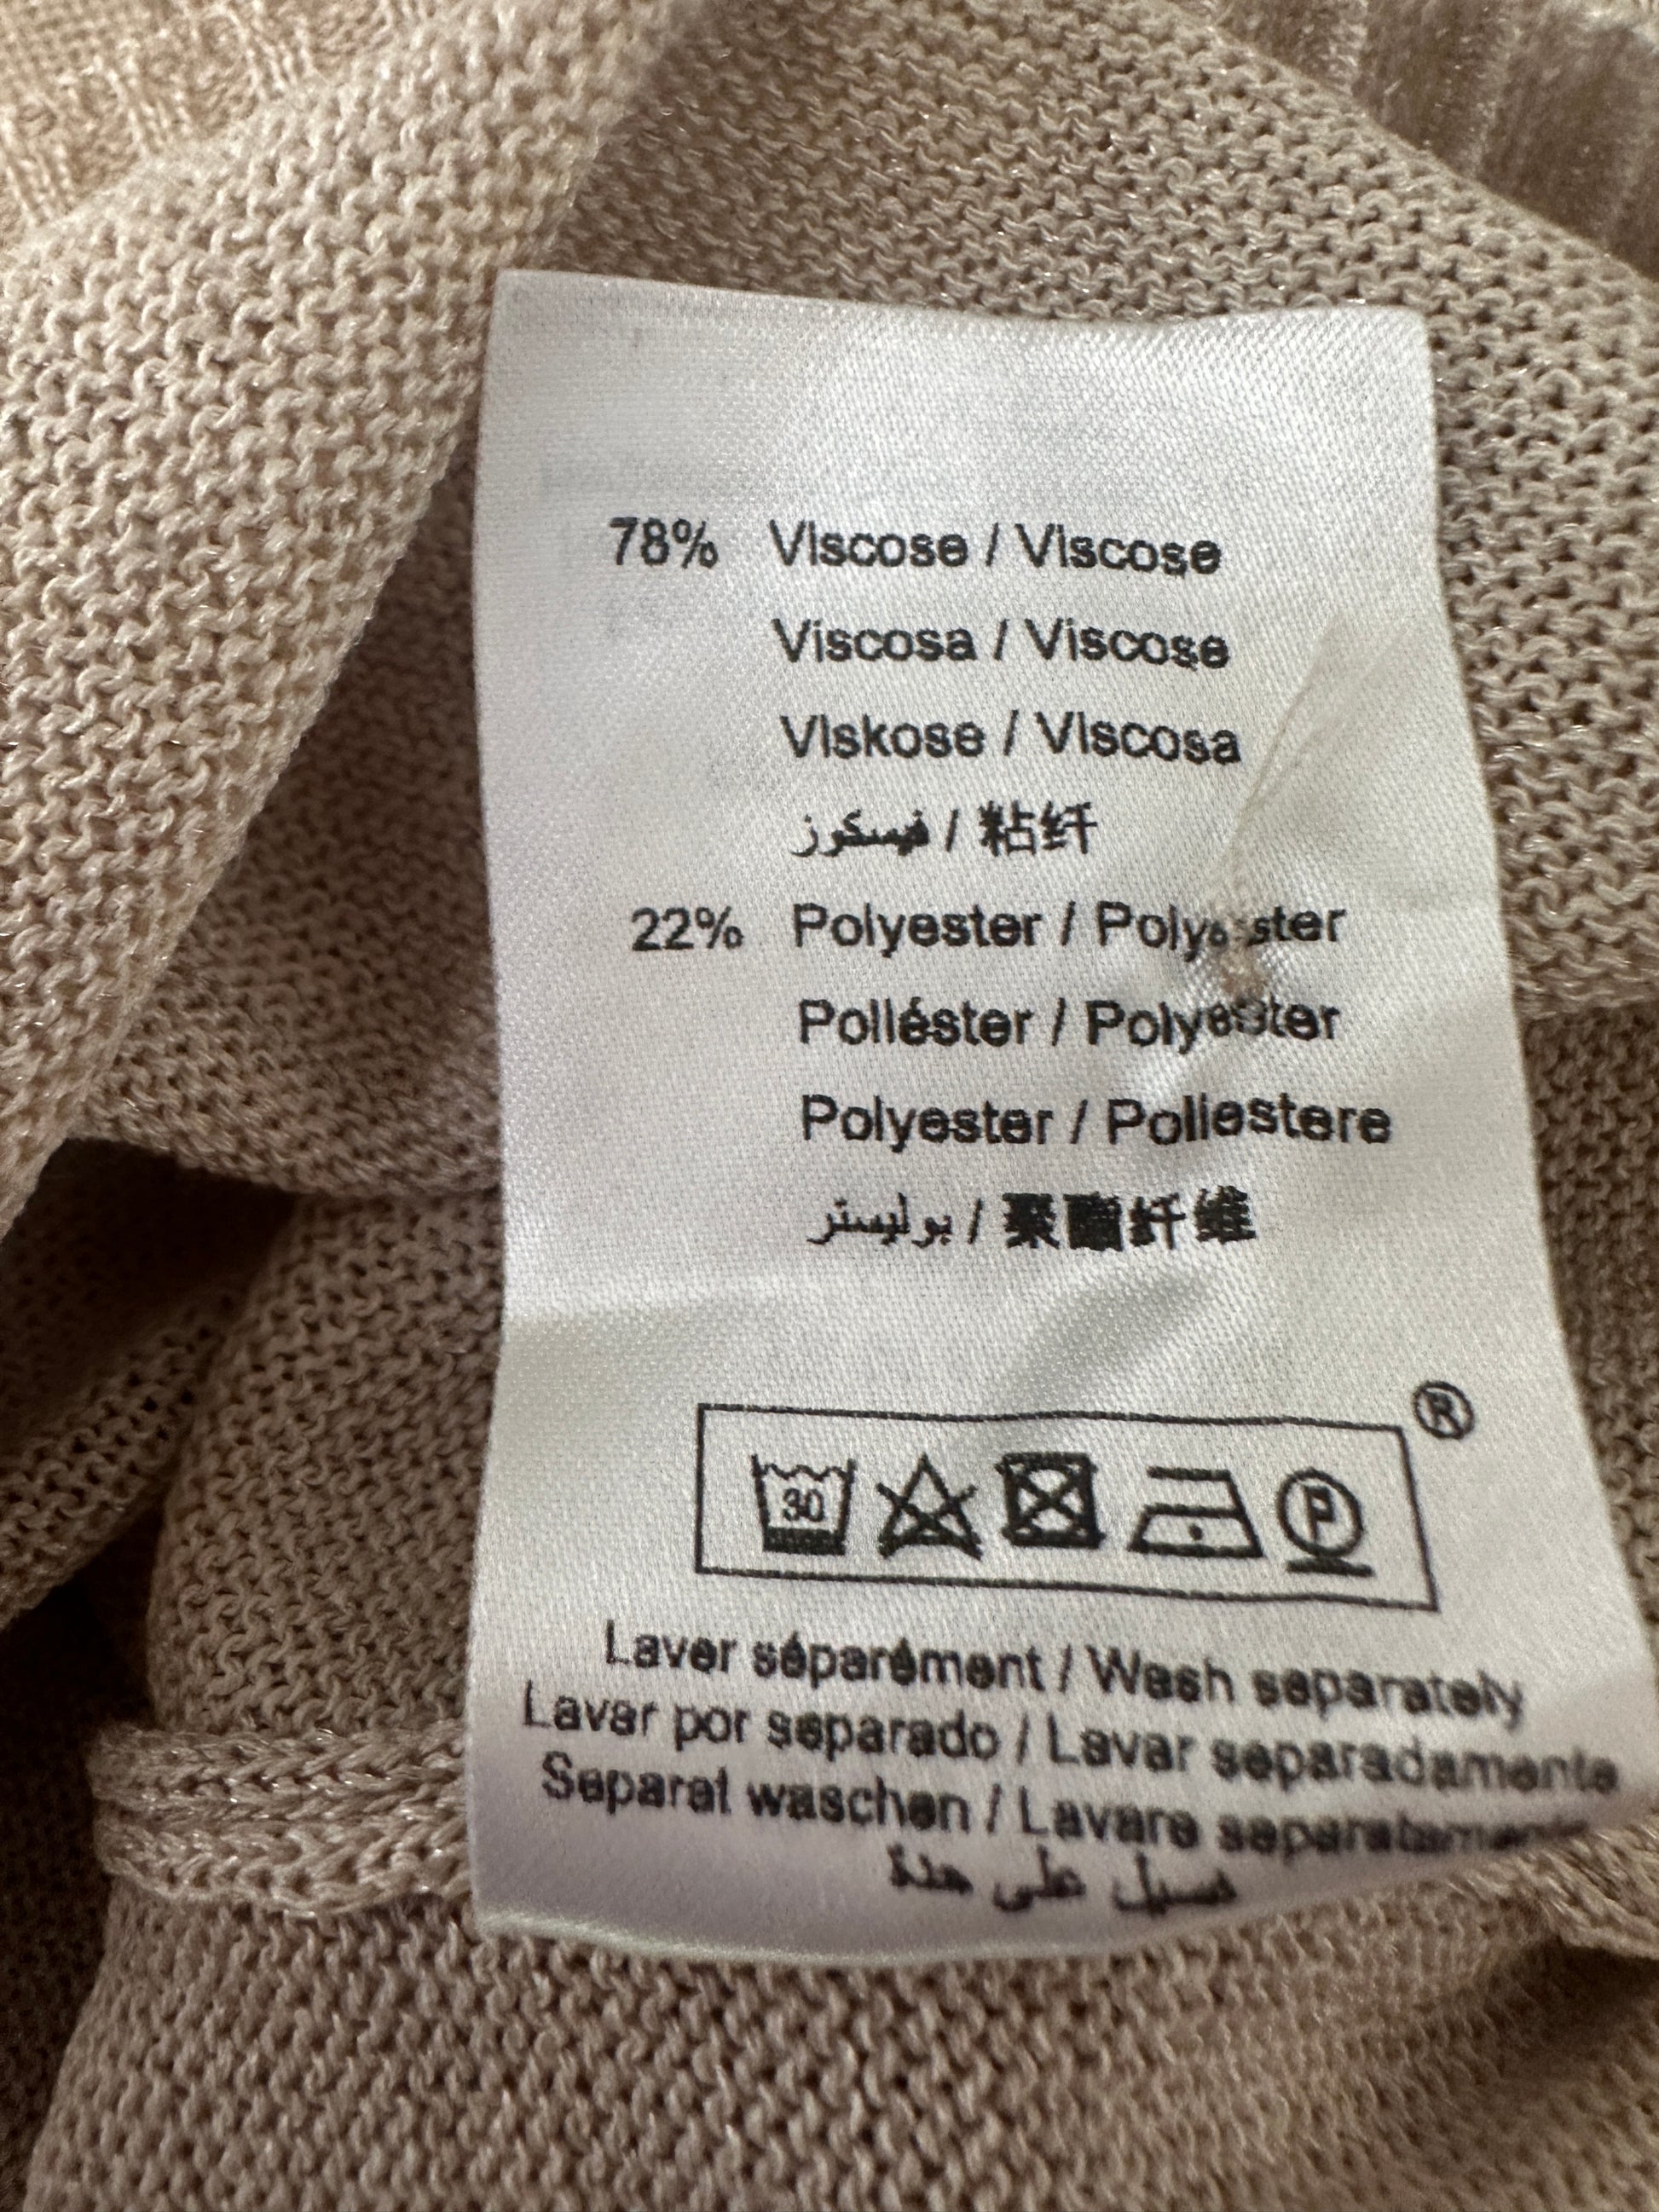 78% Viscose / Viscose
Viscosa / Viscose
Viskose / Viscosa
فيسكوز / 粘纤
22% Polyester / Polyester
Poliéster / Polyester
Polyester / Poliestere
بوليستر / 聚酯纤维
®
30 P
Laver séparément / Wash separately
Lavar por separado / Lavar separadamente
Separat waschen / Lavare separatamente
غسيل على حدة